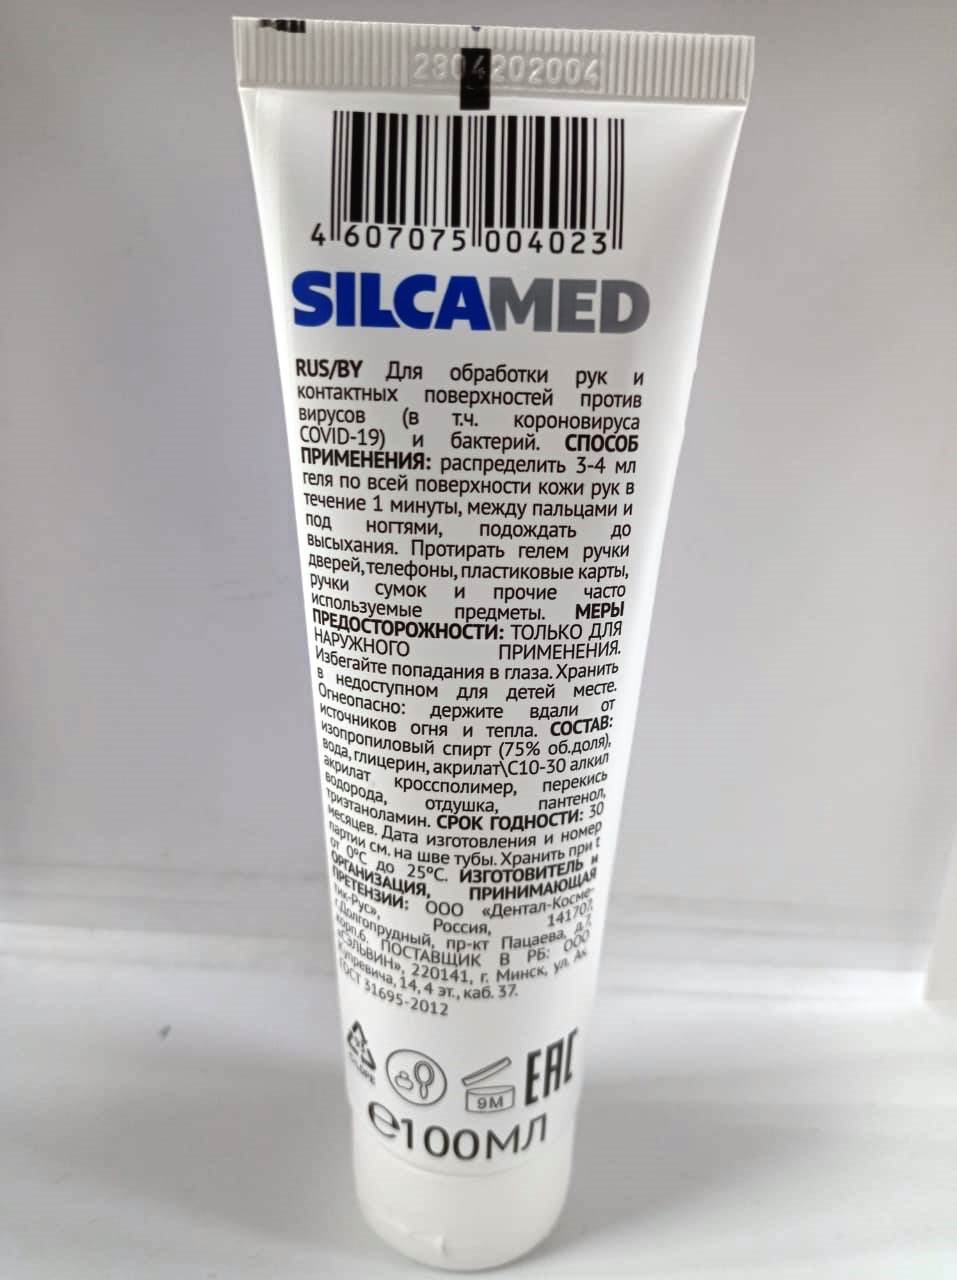 2304202004
4 607075 004023
SILCAMED
RUS/BY Для обработки рук и
контактных поверхностей против
вирусов (в т.ч. короновируса
COVID-19) и бактерий. СПОСОБ
ПРИМЕНЕНИЯ: распределить 3-4 мл
геля по всей поверхности кожи рук в
течение 1 минуты, между пальцами и
под ногтями, подождать до
высыхания. Протирать гелем ручки
дверей, телефоны, пластиковые карты,
ручки сумок и прочие часто
используемые предметы. МЕРЫ
ПРЕДОСТОРОЖНОСТИ: ТОЛЬКО ДЛЯ
НАРУЖНОГО ПРИМЕНЕНИЯ.
Избегайте попадания в глаза. Хранить
в недоступном для детей месте.
Огнеопасно: держите вдали от
источников огня и тепла. СОСТАВ:
изопропиловый спирт (75% об.доля),
вода, глицерин, акрилат\С10-30 алкил
акрилат кроссполимер, перекись
водорода, отдушка, пантенол,
триэтаноламин. СРОК ГОДНОСТИ: 30
месяцев. Дата изготовления и номер
партии см. на шве тубы. Хранить при t
от 0°С до 25°С. ИЗГОТОВИТЕЛЬ и
ОРГАНИЗАЦИЯ, ПРИНИМАЮЩАЯ
ПРЕТЕНЗИИ: ООО «Дентал-Косме-
тик-Рус», Россия, 141707,
г.Долгопрудный, пр-кт Пацаева, д.7,
корп.6. ПОСТАВЩИК В РБ: ООО
«СЭЛЬВИН», 220141, г. Минск, ул. Ак.
Купревича, 14, 4 эт., каб. 37.
ГОСТ 31695-2012
9М
EAC
℮100МЛ